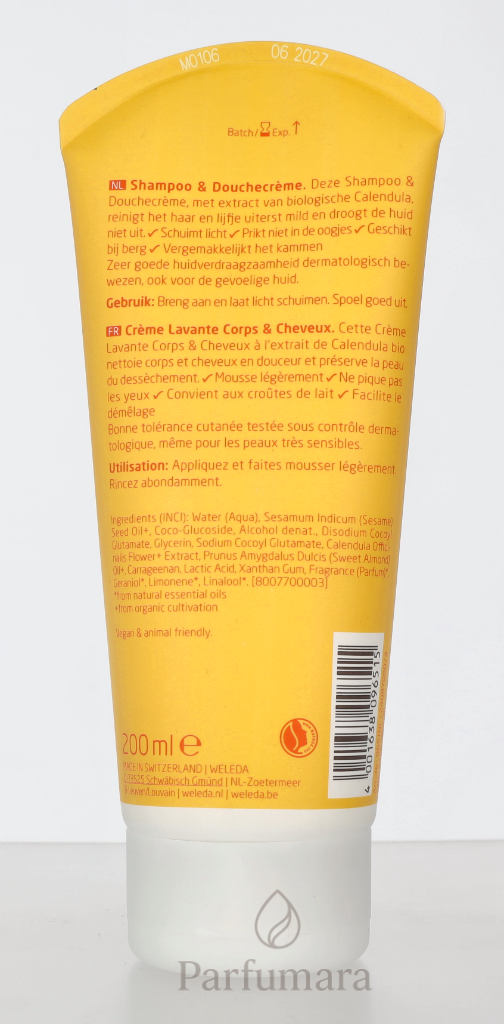 M0106 06 2027
Batch/ Exp. ↑
NL Shampoo & Douchecrème. Deze Shampoo &
Douchecrème, met extract van biologische Calendula,
reinigt het haar en lijfje uiterst mild en droogt de huid
niet uit. ✓ Schuimt licht ✓ Prikt niet in de oogjes ✓ Geschikt
bij berg ✓ Vergemakkelijkt het kammen
Zeer goede huidverdraagzaamheid dermatologisch be-
wezen, ook voor de gevoelige huid.
Gebruik: Breng aan en laat licht schuimen. Spoel goed uit.
FR Crème Lavante Corps & Cheveux. Cette Crème
Lavante Corps & Cheveux à l'extrait de Calendula bio
nettoie corps et cheveux en douceur et préserve la peau
du dessèchement. ✓ Mousse légèrement ✓ Ne pique pas
les yeux ✓ Convient aux croûtes de lait ✓ Facilite le
démêlage
Bonne tolérance cutanée testée sous contrôle derma-
tologique, même pour les peaux très sensibles.
Utilisation: Appliquez et faites mousser légèrement.
Rincez abondamment.
Ingredients (INCI): Water (Aqua), Sesamum Indicum (Sesame)
Seed Oil+, Coco-Glucoside, Alcohol denat., Disodium Cocoyl
Glutamate, Glycerin, Sodium Cocoyl Glutamate, Calendula Offici-
nalis Flower+ Extract, Prunus Amygdalus Dulcis (Sweet Almond)
Oil+, Carrageenan, Lactic Acid, Xanthan Gum, Fragrance (Parfum)*,
Geraniol*, Limonene*, Linalool*. [8007700003]
*from natural essential oils
+from organic cultivation
Vegan & animal friendly.
200 ml e
MADE IN SWITZERLAND | WELEDA
Schwäbisch Gmünd | NL-Zoetermeer
Leuven/Louvain | weleda.nl | weleda.be
4 001638 096515
Parfumara